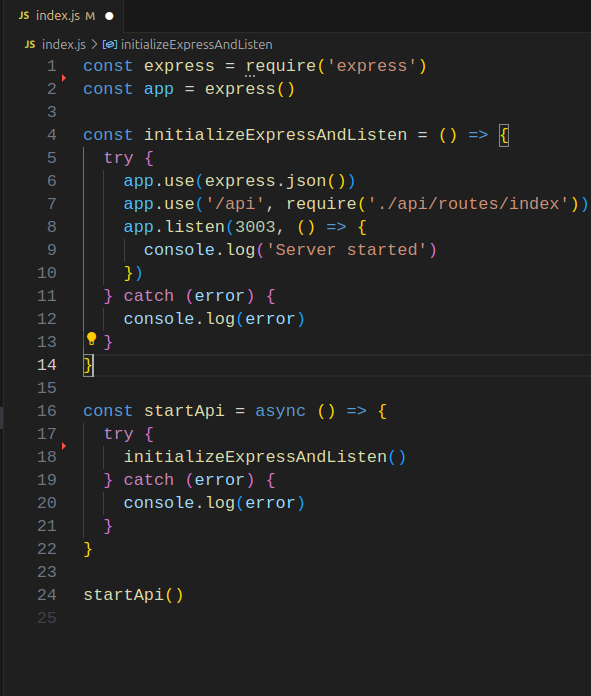 JS index.js M
JS index.js > initializeExpressAndListen
1 const express = require('express')
2 const app = express()
3
4 const initializeExpressAndListen = () => {
5   try {
6     app.use(express.json())
7     app.use('/api', require('./api/routes/index'))
8     app.listen(3003, () => {
9       console.log('Server started')
10     })
11   } catch (error) {
12     console.log(error)
13   }
14 }
15
16 const startApi = async () => {
17   try {
18     initializeExpressAndListen()
19   } catch (error) {
20     console.log(error)
21   }
22 }
23
24 startApi()
25